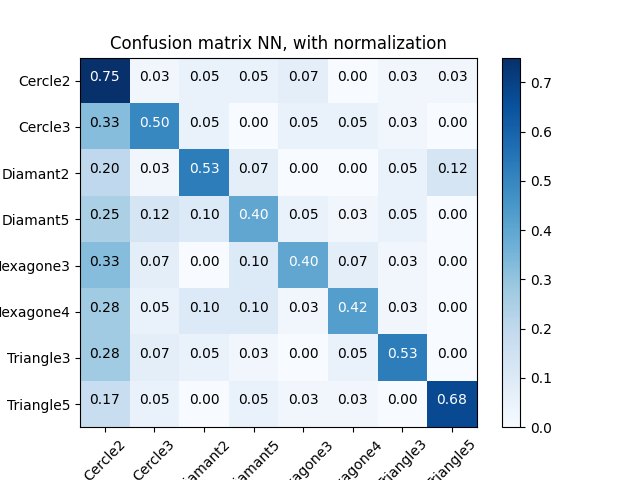 Confusion matrix NN, with normalization
Cercle2 0.75 0.03 0.05 0.05 0.07 0.00 0.03 0.03
Cercle3 0.33 0.50 0.05 0.00 0.05 0.05 0.03 0.00
Diamant2 0.20 0.03 0.53 0.07 0.00 0.00 0.05 0.12
Diamant5 0.25 0.12 0.10 0.40 0.05 0.03 0.05 0.00
exagone3 0.33 0.07 0.00 0.10 0.40 0.07 0.03 0.00
exagone4 0.28 0.05 0.10 0.10 0.03 0.42 0.03 0.00
Triangle3 0.28 0.07 0.05 0.03 0.00 0.05 0.53 0.00
Triangle5 0.17 0.05 0.00 0.05 0.03 0.03 0.00 0.68
Cercle2
Cercle3
iamant2
iamant5
xagone3
xagone4
riangle3
riangle5
0.7
0.6
0.5
0.4
0.3
0.2
0.1
0.0